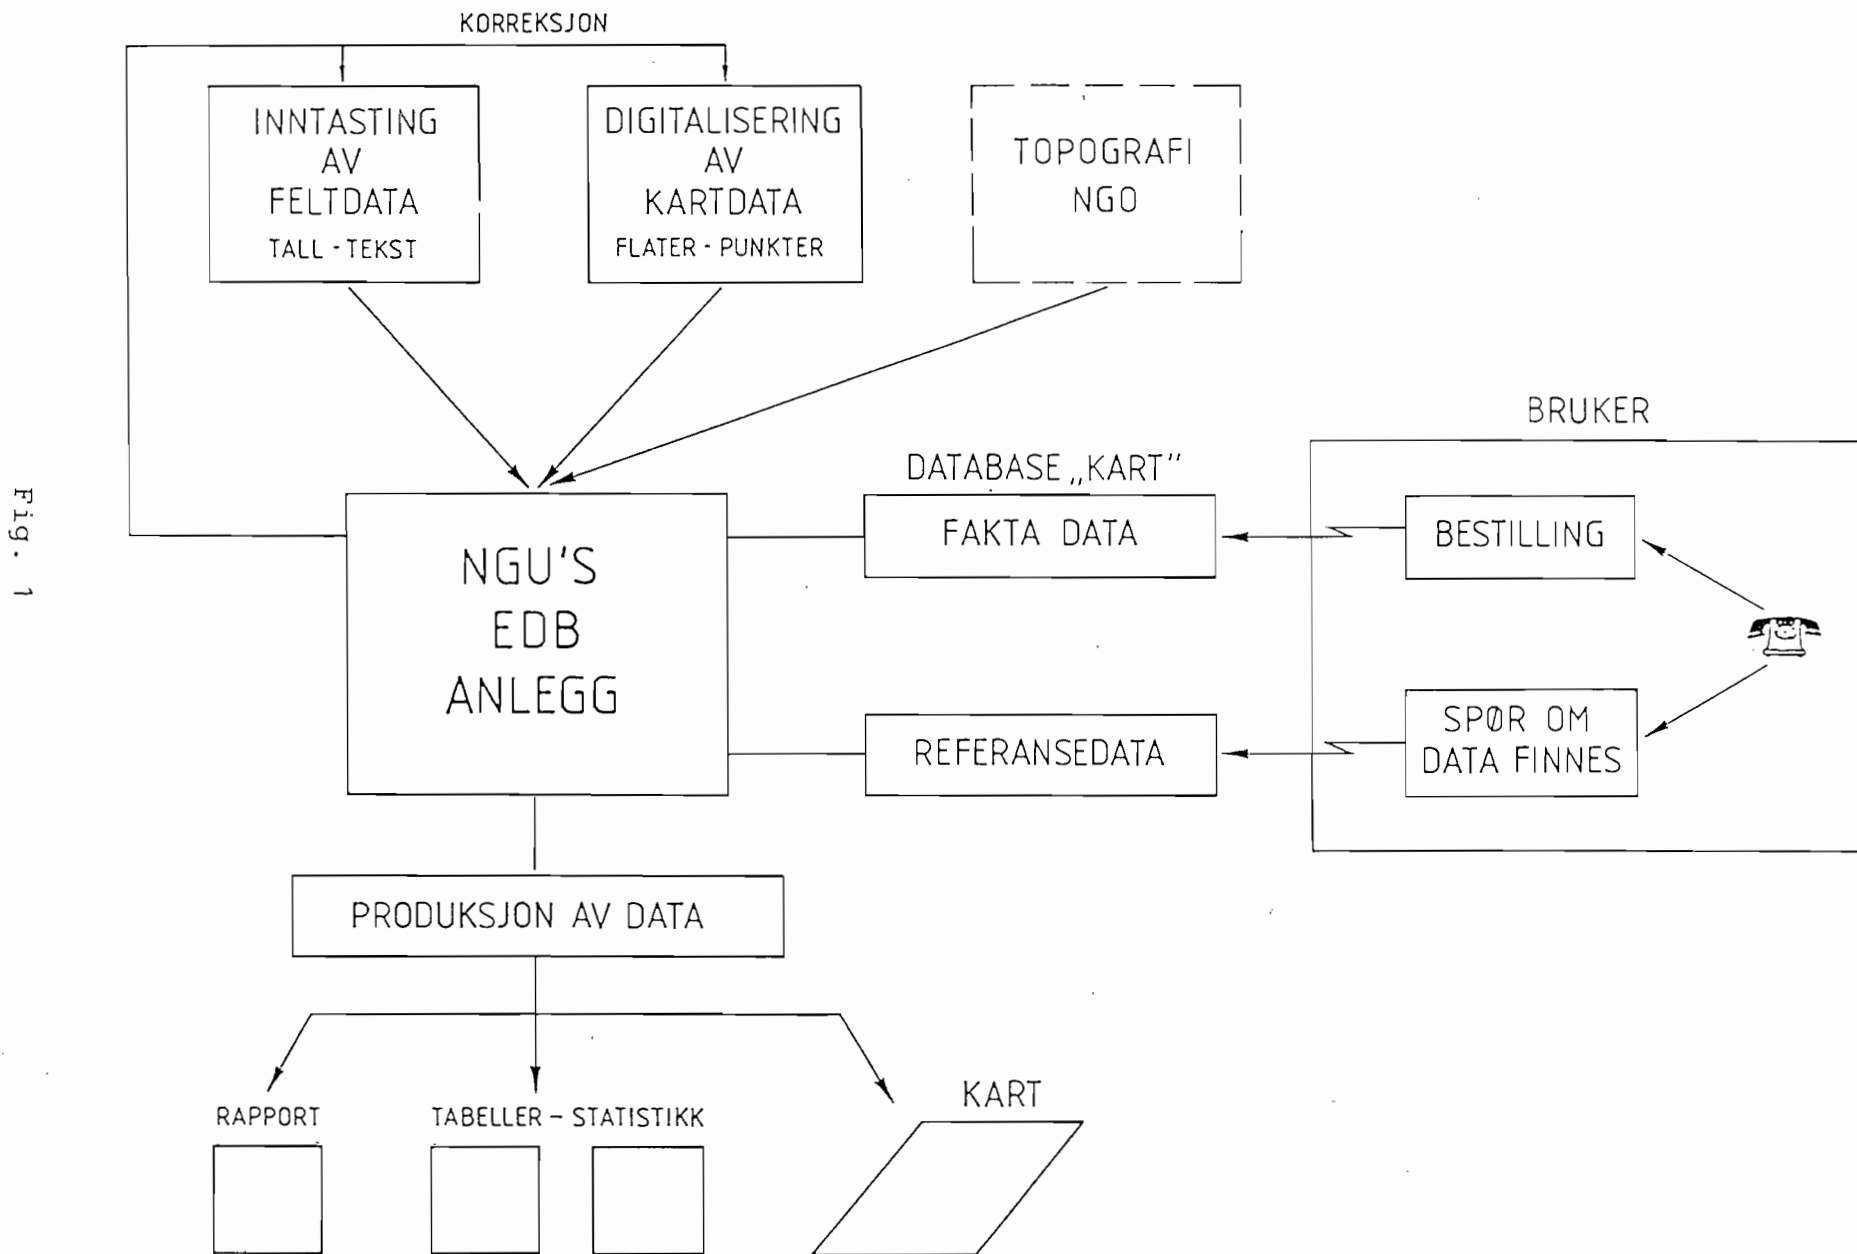 KORREKSJON
INNTASTING
AV
FELTDATA
TALL - TEKST
DIGITALISERING
AV
KARTDATA
FLATER - PUNKTER
TOPOGRAFI
NGO
BRUKER
DATABASE „KART"
FAKTA DATA
BESTILLING
NGU'S
EDB
ANLEGG
REFERANSEDATA
SPØR OM
DATA FINNES
PRODUKSJON AV DATA
RAPPORT
TABELLER – STATISTIKK
KART
Fig. 1